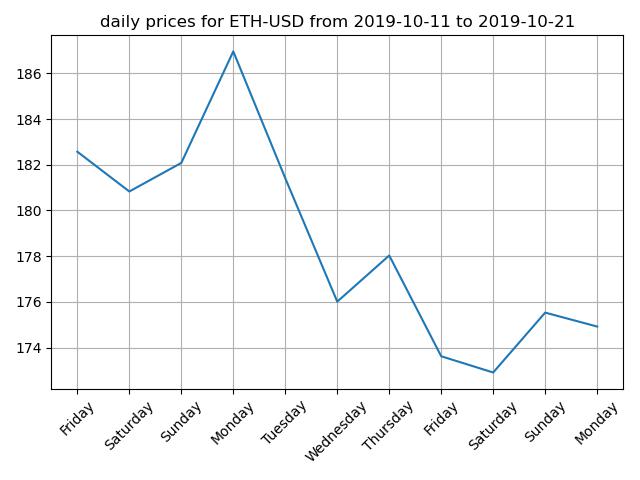 daily prices for ETH-USD from 2019-10-11 to 2019-10-21
186
184
182
180
178
176
174
Friday
Saturday
Sunday
Monday
Tuesday
Wednesday
Thursday
Friday
Saturday
Sunday
Monday